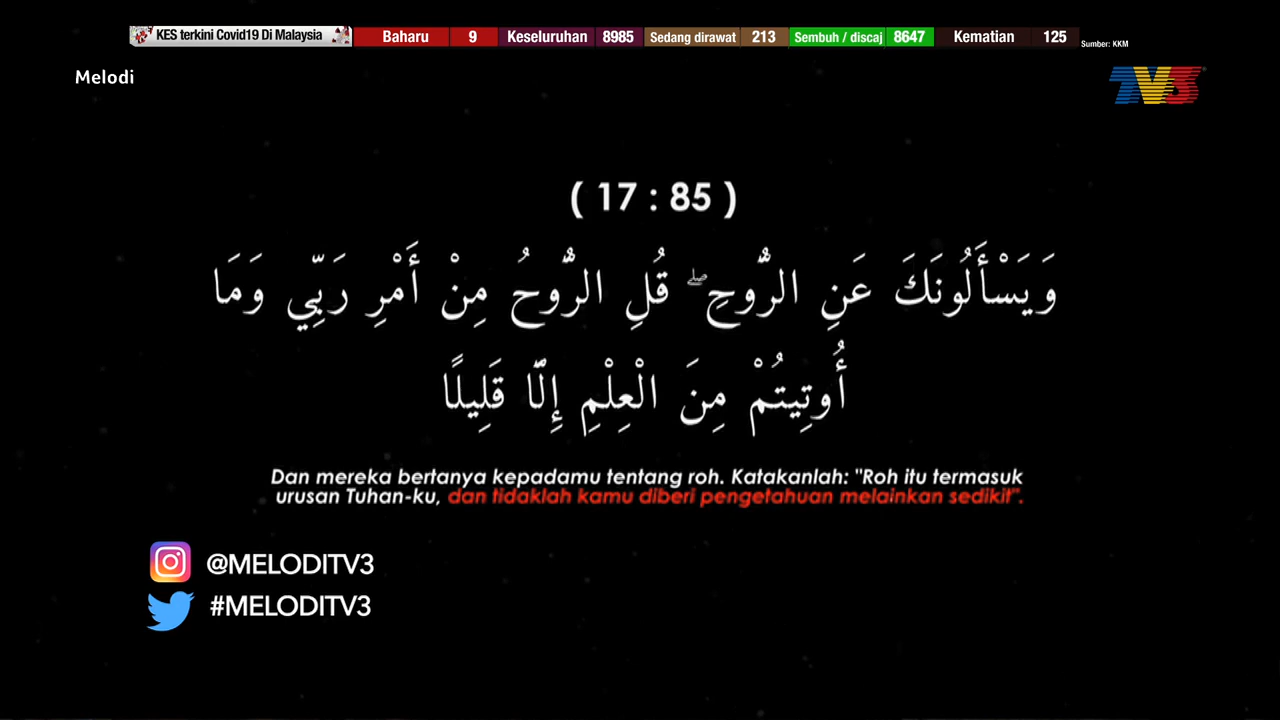 KES terkini Covid19 Di Malaysia Baharu 9 Keseluruhan 8985 Sedang dirawat 213 Sembuh / discaj 8647 Kematian 125 Sumber: KKM
Melodi
TV3
( 17 : 85 )
وَيَسْأَلُونَكَ عَنِ الرُّوحِ ۖ قُلِ الرُّوحُ مِنْ أَمْرِ رَبِّي وَمَا
أُوتِيتُمْ مِنَ الْعِلْمِ إِلَّا قَلِيلًا
Dan mereka bertanya kepadamu tentang roh. Katakanlah: "Roh itu termasuk
urusan Tuhan-ku, dan tidaklah kamu diberi pengetahuan melainkan sedikit".
@MELODITV3
#MELODITV3